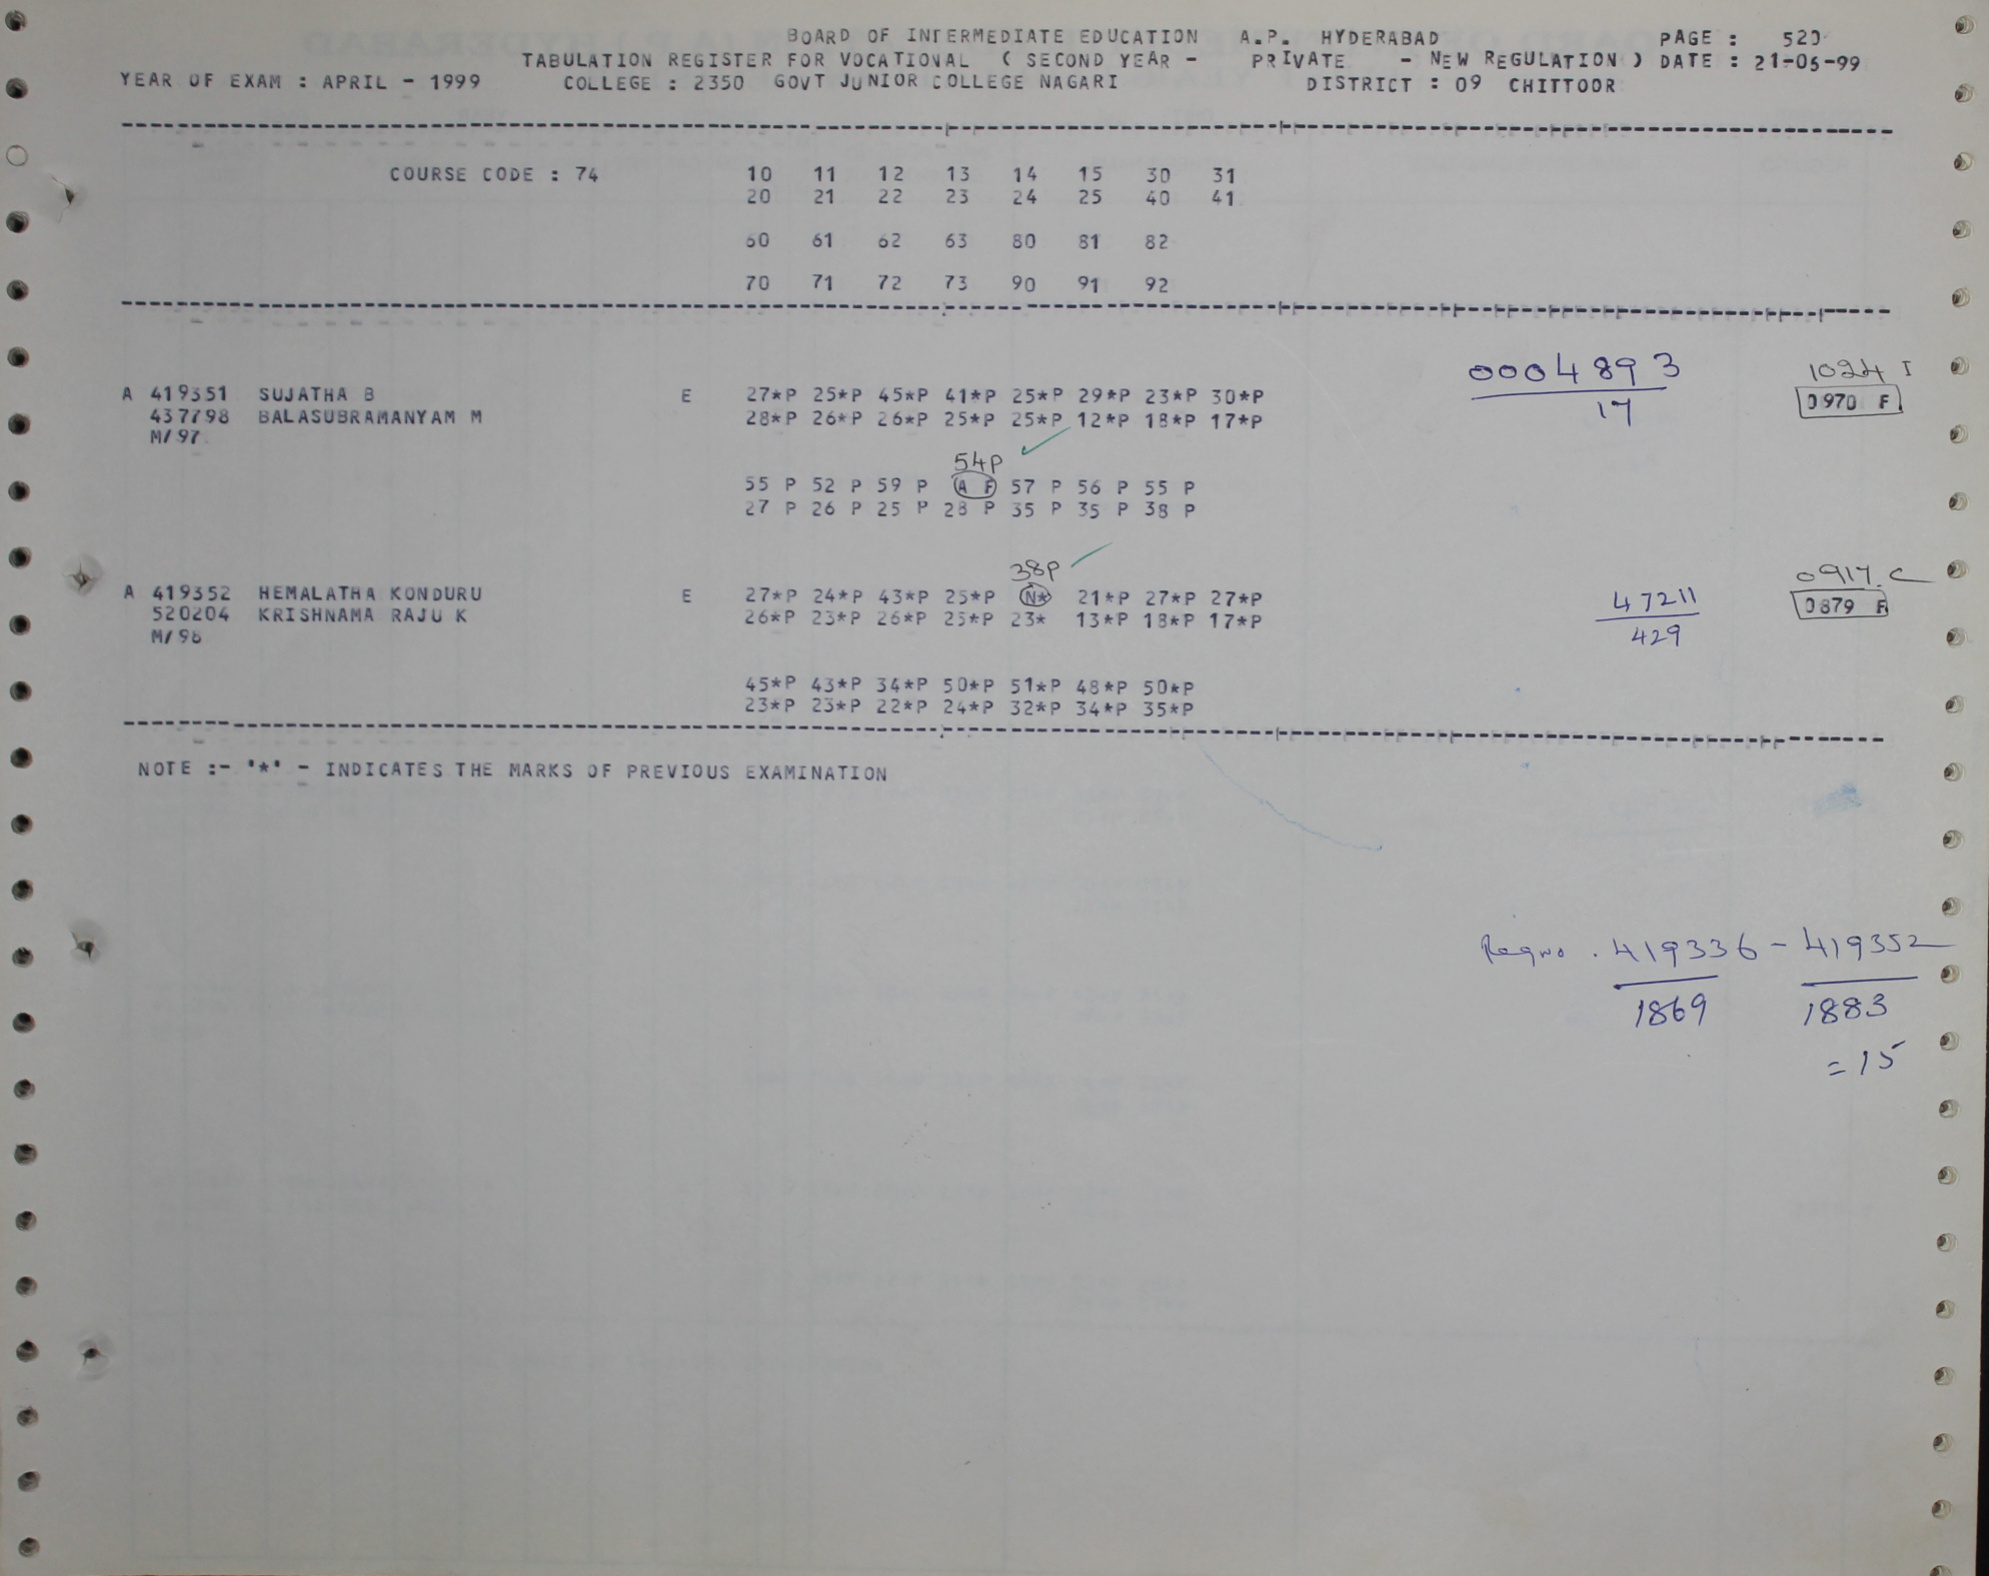 BOARD OF INTERMEDIATE EDUCATION A.P. HYDERABAD PAGE : 520
TABULATION REGISTER FOR VOCATIONAL ( SECOND YEAR - PRIVATE - NEW REGULATION ) DATE : 21-06-99
YEAR OF EXAM : APRIL - 1999 COLLEGE : 2350 GOVT JUNIOR COLLEGE NAGARI DISTRICT : 09 CHITTOOR
COURSE CODE : 74 10 11 12 13 14 15 30 31
20 21 22 23 24 25 40 41
60 61 62 63 80 81 82
70 71 72 73 90 91 92
0004893 1024 I
A 419351 SUJATHA B E 27*P 25*P 45*P 41*P 25*P 29*P 23*P 30*P 17 0970 F
437798 BALASUBRAMANYAM M 28*P 26*P 26*P 25*P 25*P 12*P 18*P 17*P
M/97
54P
55 P 52 P 59 P A F 57 P 56 P 55 P
27 P 26 P 25 P 28 P 35 P 35 P 38 P
38P 0917 C
A 419352 HEMALATHA KONDURU E 27*P 24*P 43*P 25*P N* 21*P 27*P 27*P 47211 0879 F
520204 KRISHNAMA RAJU K 26*P 23*P 26*P 25*P 23* 13*P 18*P 17*P 429
M/98
45*P 43*P 34*P 50*P 51*P 48*P 50*P
23*P 23*P 22*P 24*P 32*P 34*P 35*P
NOTE :- '*' - INDICATES THE MARKS OF PREVIOUS EXAMINATION
Regno. 419336 - 419352
1869 1883
= 15